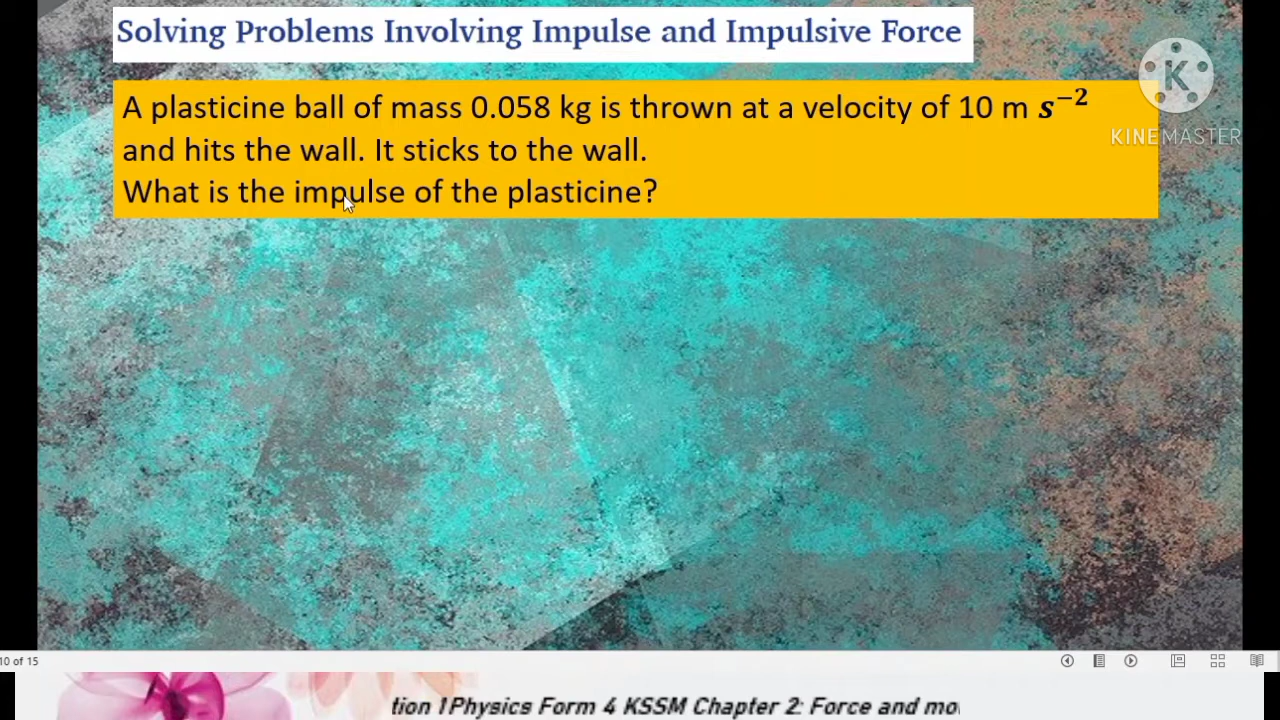 Solving Problems Involving Impulse and Impulsive Force
A plasticine ball of mass 0.058 kg is thrown at a velocity of 10 m s⁻²
and hits the wall. It sticks to the wall.
What is the impulse of the plasticine?
K
KINEMASTER
10 of 15
tion 1Physics Form 4 KSSM Chapter 2: Force and mo